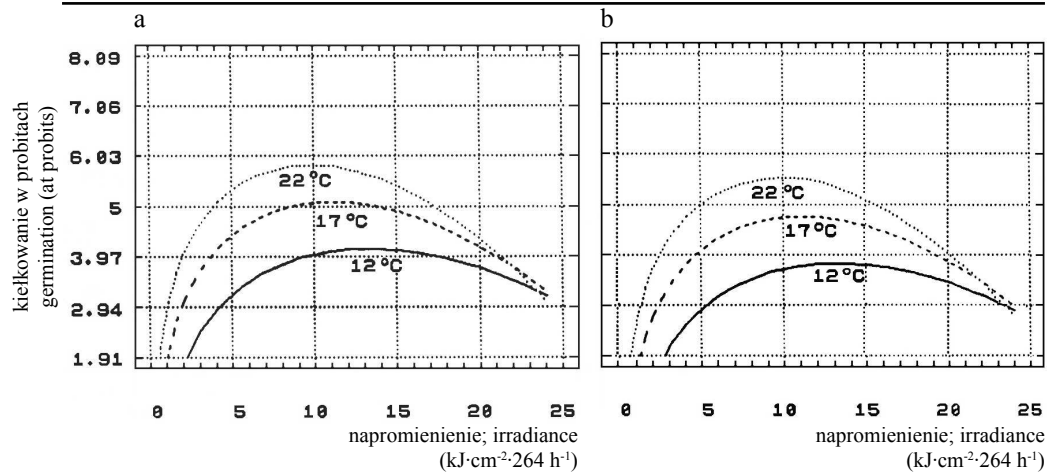 a
b
kiełkowanie w probitach
germination (at probits)
8.09
7.06
6.03
5
3.97
2.94
1.91
22°C
17°C
12°C
22°C
17°C
12°C
0 5 10 15 20 25
0 5 10 15 20 25
napromienienie; irradiance
(kJ·cm-2·264 h-1)
napromienienie; irradiance
(kJ·cm-2·264 h-1)